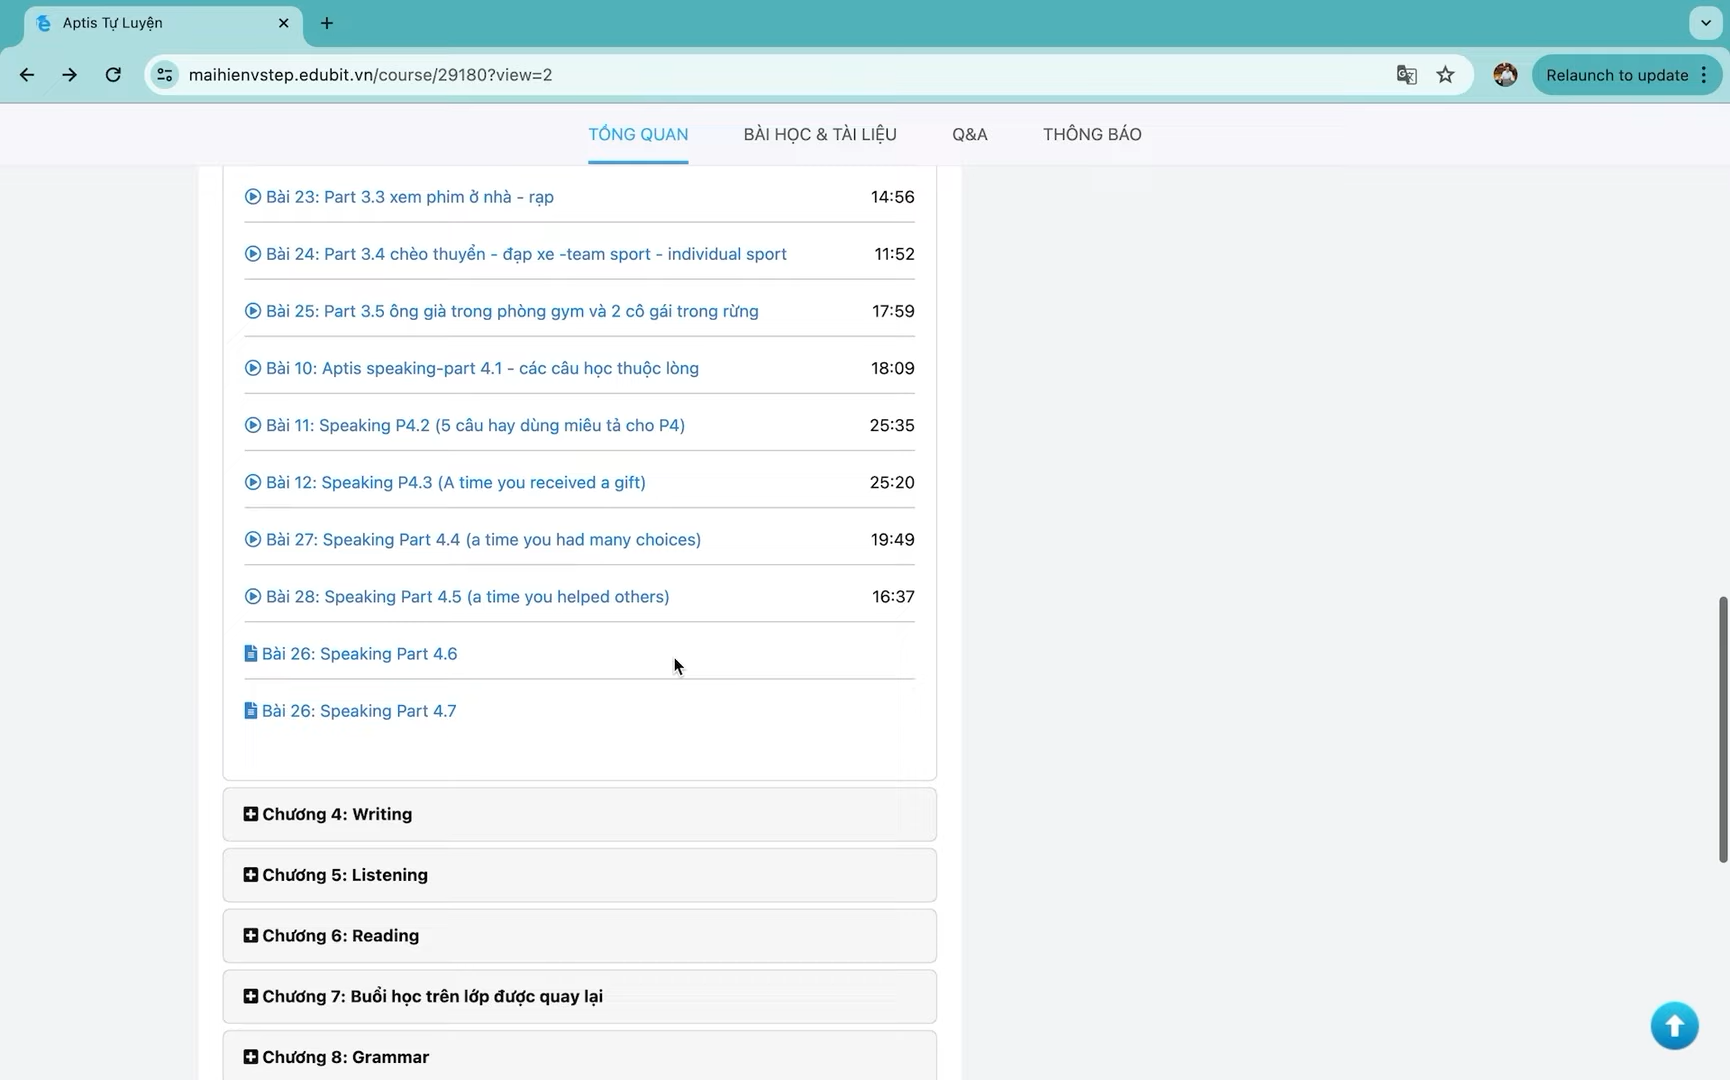 Aptis Tự Luyện
maihienvstep.edubit.vn/course/29180?view=2
Relaunch to update
TỔNG QUAN
BÀI HỌC & TÀI LIỆU
Q&A
THÔNG BÁO
Bài 23: Part 3.3 xem phim ở nhà - rạp 14:56
Bài 24: Part 3.4 chèo thuyền - đạp xe -team sport - individual sport 11:52
Bài 25: Part 3.5 ông già trong phòng gym và 2 cô gái trong rừng 17:59
Bài 10: Aptis speaking-part 4.1 - các câu học thuộc lòng 18:09
Bài 11: Speaking P4.2 (5 câu hay dùng miêu tả cho P4) 25:35
Bài 12: Speaking P4.3 (A time you received a gift) 25:20
Bài 27: Speaking Part 4.4 (a time you had many choices) 19:49
Bài 28: Speaking Part 4.5 (a time you helped others) 16:37
Bài 26: Speaking Part 4.6
Bài 26: Speaking Part 4.7
Chương 4: Writing
Chương 5: Listening
Chương 6: Reading
Chương 7: Buổi học trên lớp được quay lại
Chương 8: Grammar